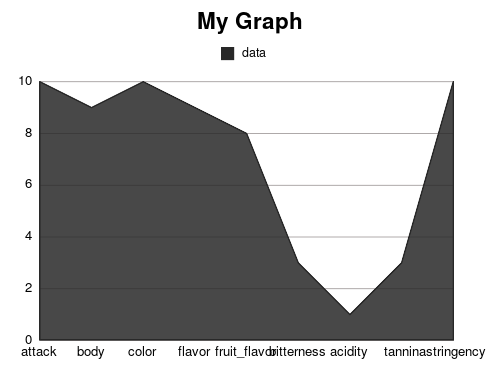 My Graph
data
10
8
6
4
2
0
attack body color flavor fruit_flavor bitterness acidity tannin astringency